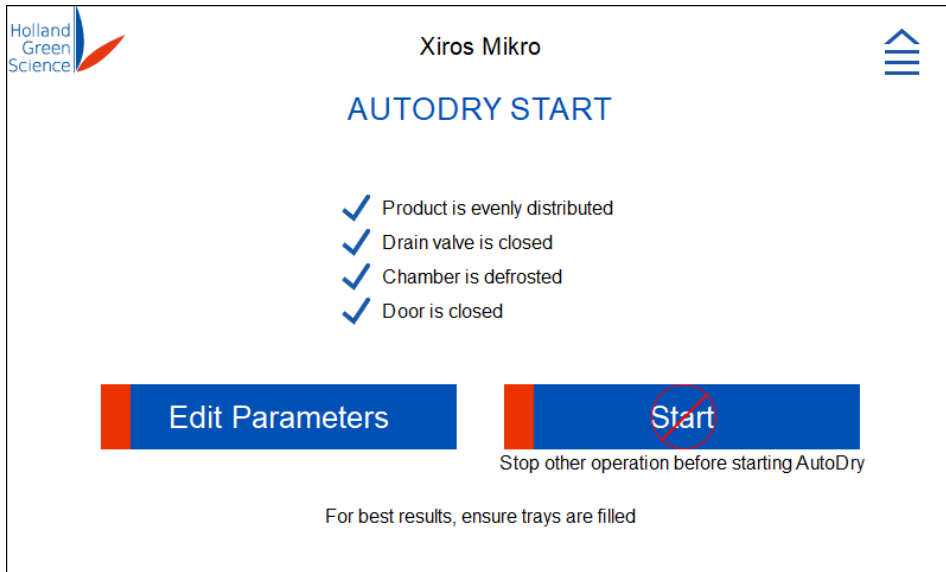 Holland
Green
Science
Xiros Mikro
AUTODRY START
Product is evenly distributed
Drain valve is closed
Chamber is defrosted
Door is closed
Edit Parameters
Start
Stop other operation before starting AutoDry
For best results, ensure trays are filled